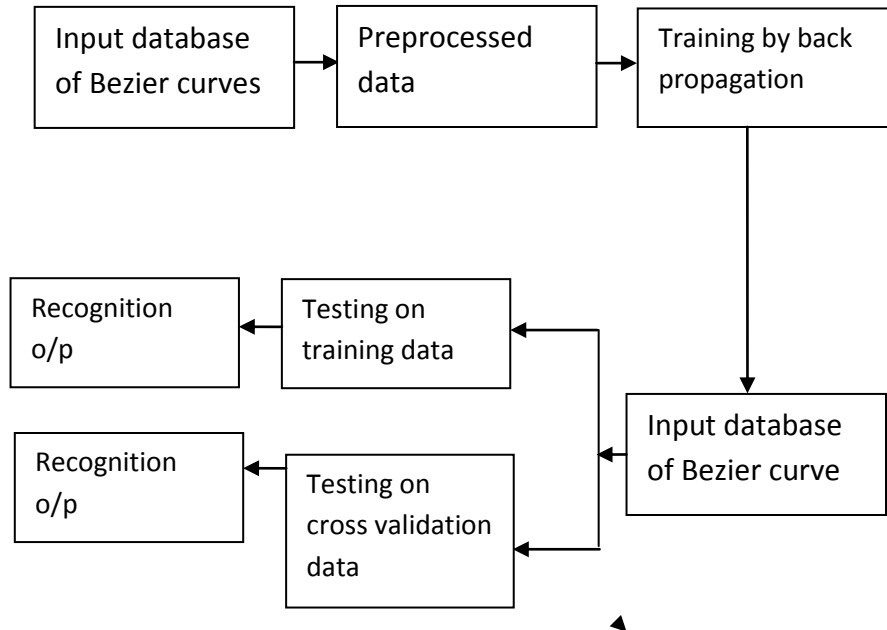 Input database
of Bezier curves
Preprocessed
data
Training by back
propagation
Recognition
o/p
Testing on
training data
Input database
of Bezier curve
Recognition
o/p
Testing on
cross validation
data